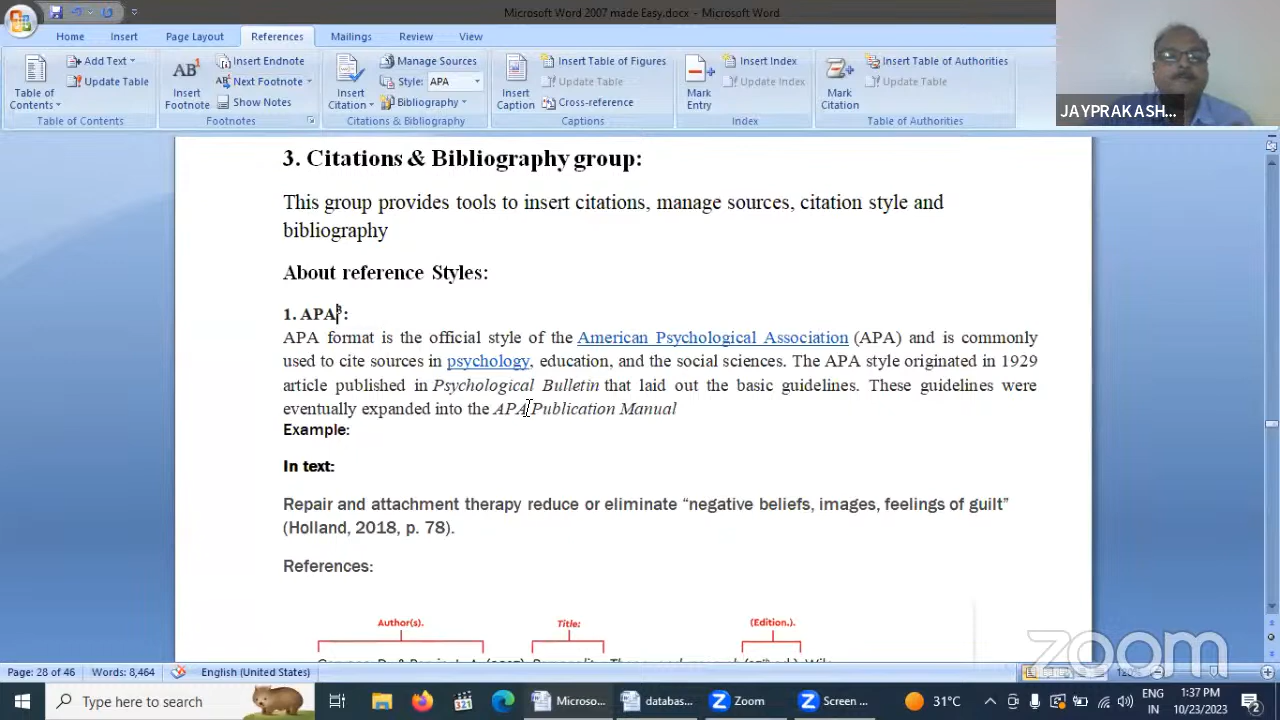 Microsoft Word 2007 made Easy.docx - Microsoft Word
Home Insert Page Layout References Mailings Review View
Table of Contents
Add Text
Update Table
Table of Contents
AB1
Insert Footnote
Insert Endnote
Next Footnote
Show Notes
Footnotes
Insert Citation
Manage Sources
Style: APA
Bibliography
Citations & Bibliography
Insert Caption
Insert Table of Figures
Update Table
Cross-reference
Captions
Mark Entry
Insert Index
Update Index
Index
Mark Citation
Insert Table of Authorities
Update Table
Table of Authorities
JAYPRAKASH...
3. Citations & Bibliography group:
This group provides tools to insert citations, manage sources, citation style and
bibliography
About reference Styles:
1. APA3:
APA format is the official style of the American Psychological Association (APA) and is commonly
used to cite sources in psychology, education, and the social sciences. The APA style originated in 1929
article published in Psychological Bulletin that laid out the basic guidelines. These guidelines were
eventually expanded into the APA Publication Manual
Example:
In text:
Repair and attachment therapy reduce or eliminate “negative beliefs, images, feelings of guilt”
(Holland, 2018, p. 78).
References:
Author(s). Title: (Edition.).
zoom
Page: 28 of 46 Words: 8,464 English (United States)
Type here to search
Microso... databas... Zoom Screen ...
31°C
ENG
IN
1:37 PM
10/23/2023
2